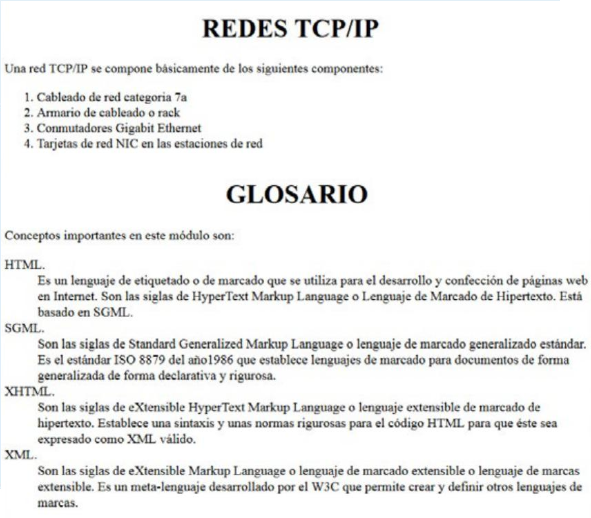 REDES TCP/IP
Una red TCP/IP se compone básicamente de los siguientes componentes:
1. Cableado de red categoria 7a
2. Armario de cableado o rack
3. Conmutadores Gigabit Ethernet
4. Tarjetas de red NIC en las estaciones de red
GLOSARIO
Conceptos importantes en este módulo son:
HTML.
Es un lenguaje de etiquetado o de marcado que se utiliza para el desarrollo y confección de páginas web
en Internet. Son las siglas de HyperText Markup Language o Lenguaje de Marcado de Hipertexto. Está
basado en SGML.
SGML.
Son las siglas de Standard Generalized Markup Language o lenguaje de marcado generalizado estándar.
Es el estándar ISO 8879 del año1986 que establece lenguajes de marcado para documentos de forma
generalizada de forma declarativa y rigurosa.
XHTML.
Son las siglas de eXtensible HyperText Markup Language o lenguaje extensible de marcado de
hipertexto. Establece una sintaxis y unas normas rigurosas para el código HTML para que éste sea
expresado como XML válido.
XML.
Son las siglas de eXtensible Markup Language o lenguaje de marcado extensible o lenguaje de marcas
extensible. Es un meta-lenguaje desarrollado por el W3C que permite crear y definir otros lenguajes de
marcas.